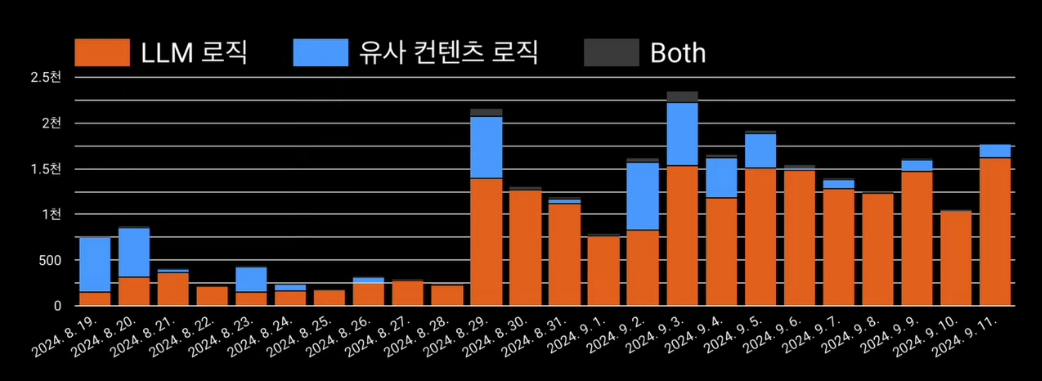 LLM 로직 유사 컨텐츠 로직 Both
2.5천
2천
1.5천
1천
500
0
2024. 8. 19. 2024. 8. 20. 2024. 8. 21. 2024. 8. 22. 2024. 8. 23. 2024. 8. 24. 2024. 8. 25. 2024. 8. 26. 2024. 8. 27. 2024. 8. 28. 2024. 8. 29. 2024. 8. 30. 2024. 8. 31. 2024. 9. 1. 2024. 9. 2. 2024. 9. 3. 2024. 9. 4. 2024. 9. 5. 2024. 9. 6. 2024. 9. 7. 2024. 9. 8. 2024. 9. 9. 2024. 9. 10. 2024. 9. 11.